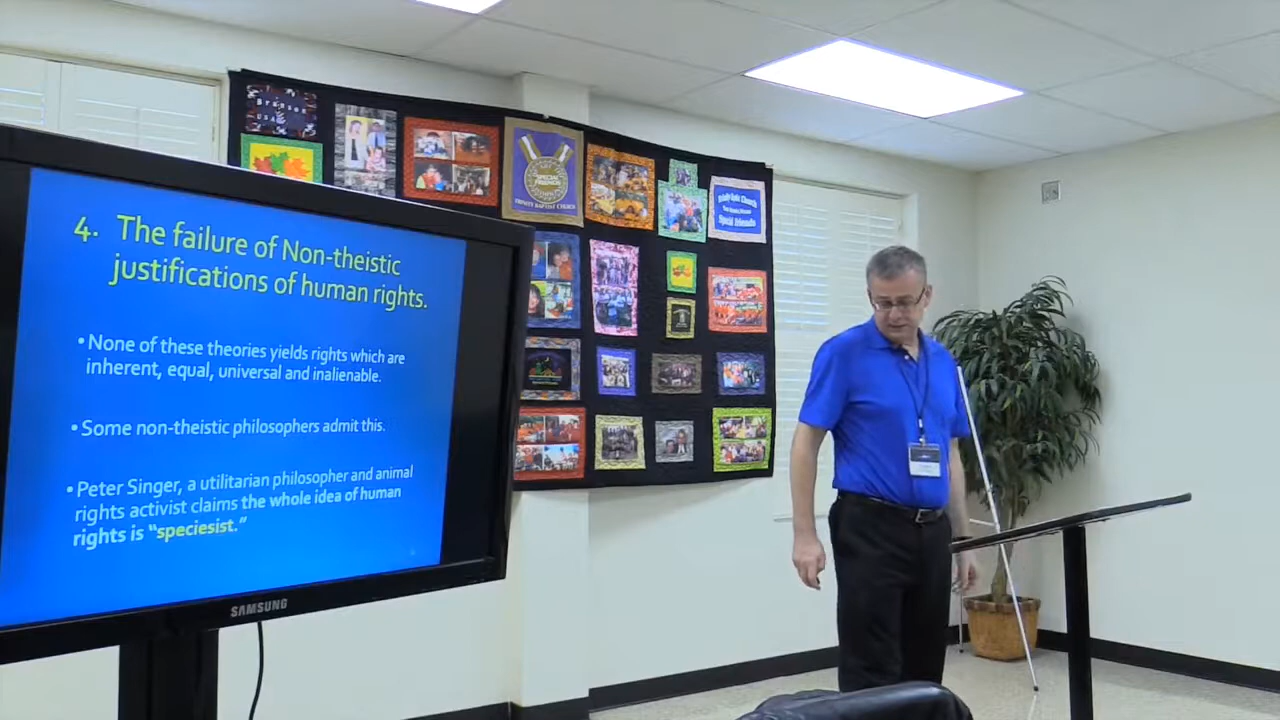 4. The failure of Non-theistic
justifications of human rights.
•None of these theories yields rights which are
inherent, equal, universal and inalienable.
•Some non-theistic philosophers admit this.
•Peter Singer, a utilitarian philosopher and animal
rights activist claims the whole idea of human
rights is "speciesist."
SAMSUNG
Branson
USA
SPECIAL
FRIENDS
TRINITY BAPTIST CHURCH
Special Friends